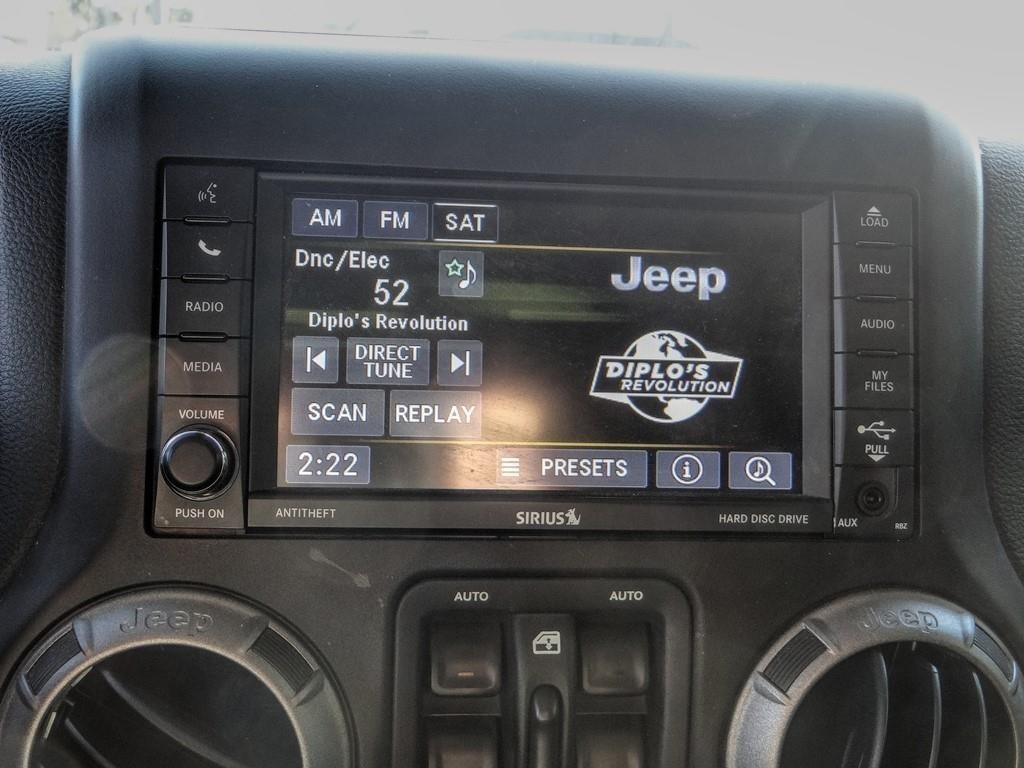 AM FM SAT
Dnc/Elec
52
Diplo's Revolution
DIRECT
TUNE
SCAN REPLAY
2:22
PRESETS
Jeep
DIPLO'S
REVOLUTION
RADIO
MEDIA
VOLUME
PUSH ON
LOAD
MENU
AUDIO
MY
FILES
PULL
AUX
RBZ
ANTITHEFT
SIRIUS
HARD DISC DRIVE
AUTO AUTO
Jeep
Jeep